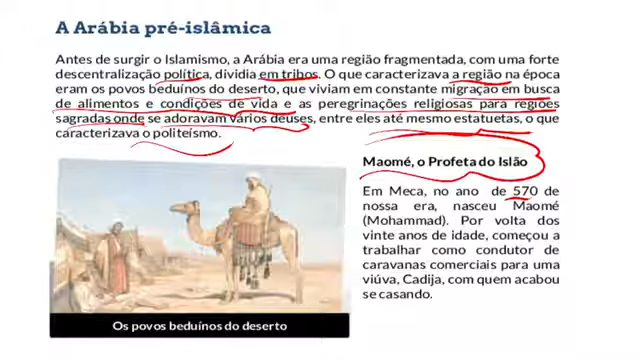 A Arábia pré-islâmica
Antes de surgir o Islamismo, a Arábia era uma região fragmentada, com uma forte
descentralização política, dividia em tribos. O que caracterizava a região na época
eram os povos beduínos do deserto, que viviam em constante migração em busca
de alimentos e condições de vida e as peregrinações religiosas para regiões
sagradas onde se adoravam vários deuses, entre eles até mesmo estatuetas, o que
caracterizava o politeísmo.
Maomé, o Profeta do Islão
Em Meca, no ano de 570 de
nossa era, nasceu Maomé
(Mohammad). Por volta dos
vinte anos de idade, começou a
trabalhar como condutor de
caravanas comerciais para uma
viúva, Cadija, com quem acabou
se casando.
Os povos beduínos do deserto